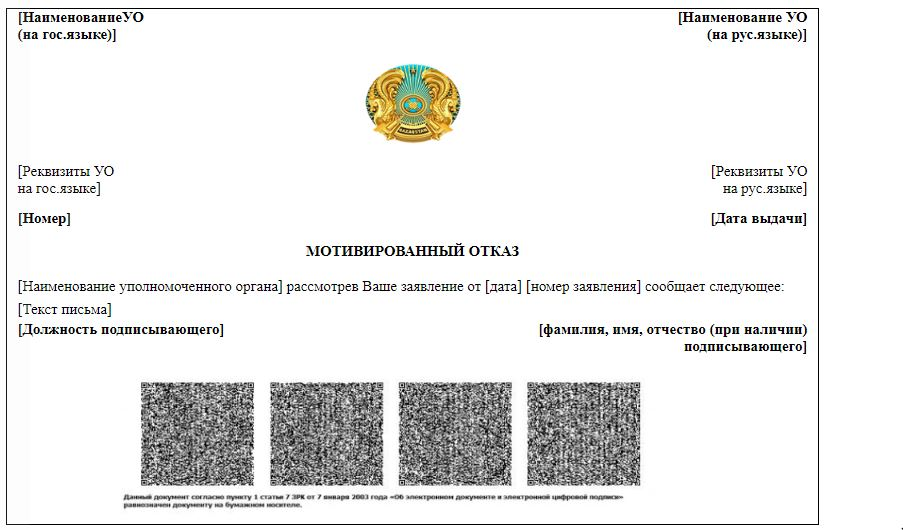 [НаименованиеУО
(на гос.языке)]
[Наименование УО
(на рус.языке)]
KAZAKSTAN
[Реквизиты УО
на гос.языке]
[Реквизиты УО
на рус.языке]
[Номер]
[Дата выдачи]
МОТИВИРОВАННЫЙ ОТКАЗ
[Наименование уполномоченного органа] рассмотрев Ваше заявление от [дата] [номер заявления] сообщает следующее:
[Текст письма]
[Должность подписывающего]
[фамилия, имя, отчество (при наличии)
подписывающего]
Данный документ согласно пункту 1 статьи 7 ЗРК от 7 января 2003 года «Об электронном документе и электронной цифровой подписи»
равнозначен документу на бумажном носителе.